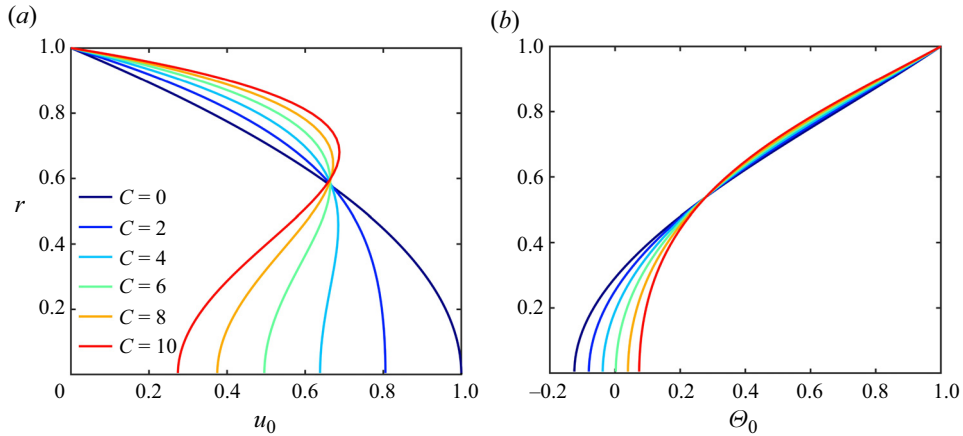 (a)
(b)
1.0
0.8
0.6
r
0.4
0.2
C = 0
C = 2
C = 4
C = 6
C = 8
C = 10
0 0.2 0.4 0.6 0.8 1.0
u0
1.0
0.8
0.6
0.4
0.2
–0.2 0 0.2 0.4 0.6 0.8 1.0
Θ0